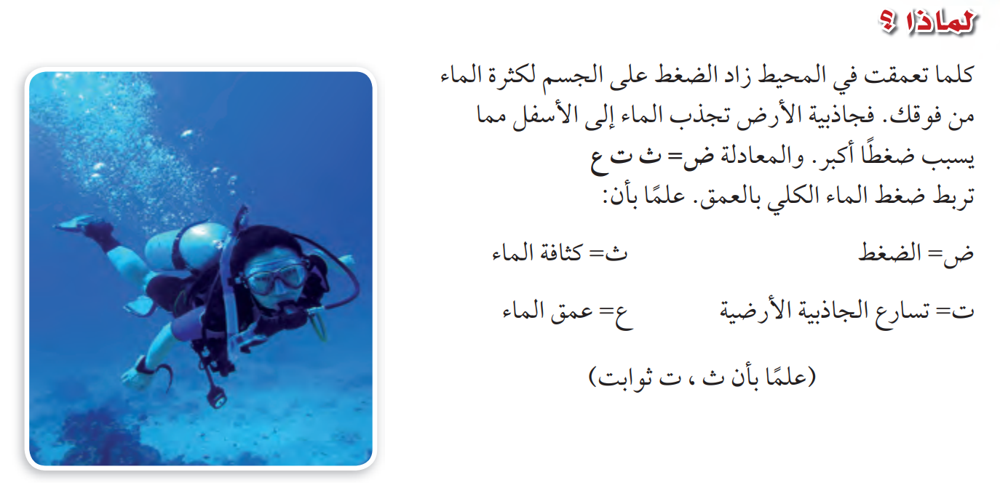 لماذا ؟
كلما تعمقت في المحيط زاد الضغط على الجسم لكثرة الماء
من فوقك. فجاذبية الأرض تجذب الماء إلى الأسفل مما
يسبب ضغطًا أكبر. والمعادلة ض= ث ت ع
تربط ضغط الماء الكلي بالعمق. علمًا بأن:
ض= الضغط ث= كثافة الماء
ت= تسارع الجاذبية الأرضية ع= عمق الماء
(علمًا بأن ث ، ت ثوابت)